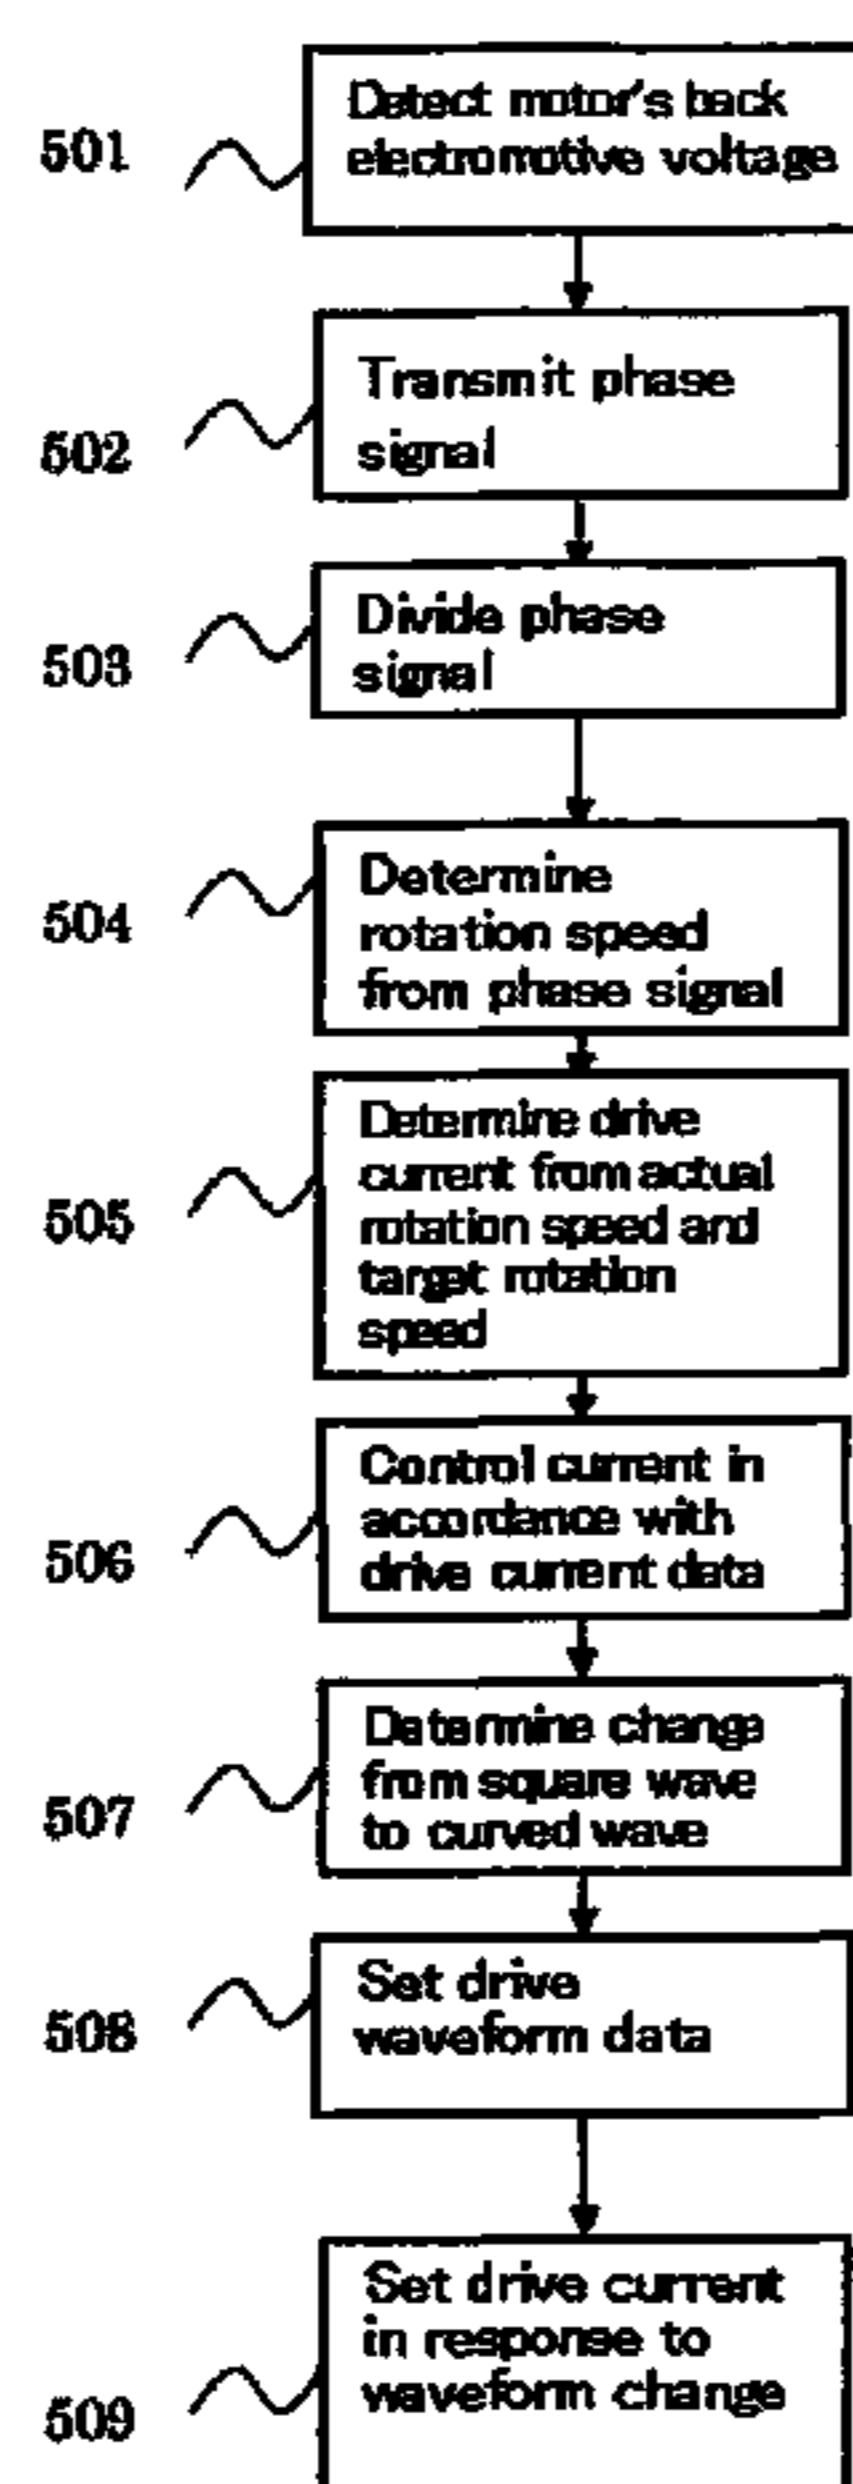 501
Detect motor's back
electromotive voltage
502
Transmit phase
signal
503
Divide phase
signal
504
Determine
rotation speed
from phase signal
505
Determine drive
current from actual
rotation speed and
target rotation
speed
506
Control current in
accordance with
drive current data
507
Determine change
from square wave
to curved wave
508
Set drive
waveform data
509
Set drive current
in response to
waveform change